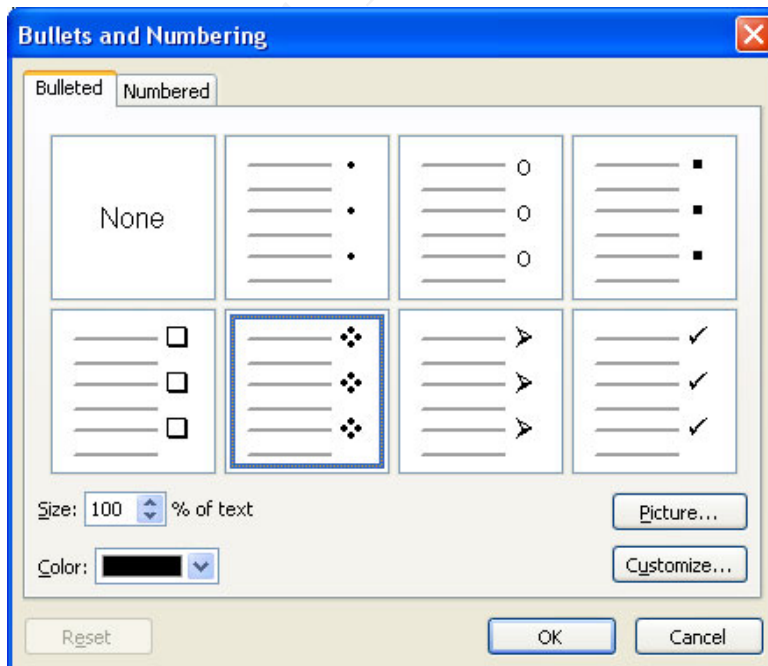 Bullets and Numbering
Bulleted Numbered
None
Size: 100 % of text
Picture...
Color:
Customize...
Reset OK Cancel